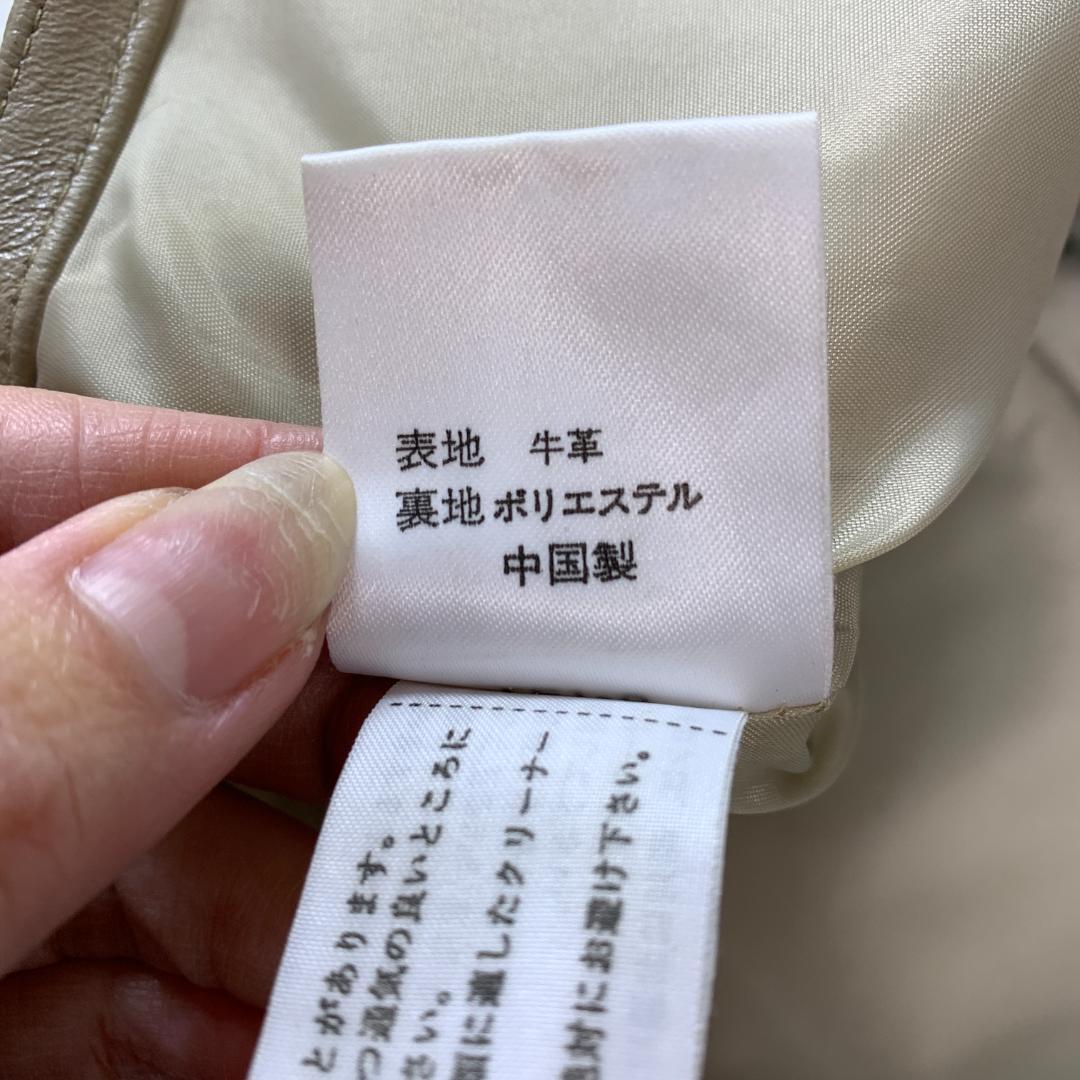 表地　牛革
裏地 ポリエステル
中国製
とがあります。
つ通気の良いところに
さい。
に適したクリーナー
絶対にお避け下さい。